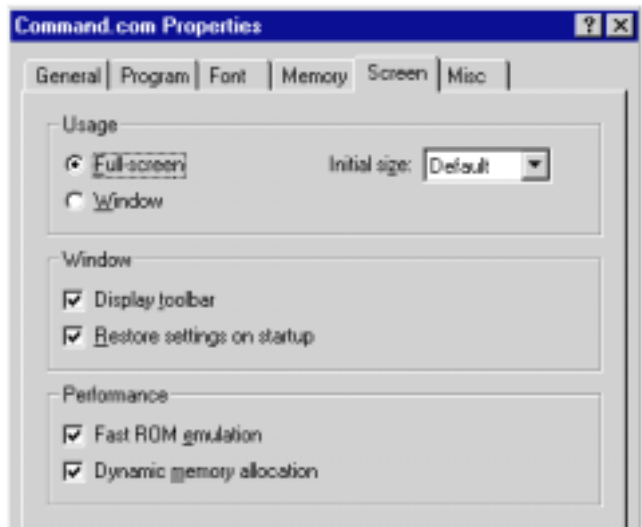 Command.com Properties
General Program Font Memory Screen Misc
Usage
Full-screen Initial size: Default
Window
Window
Display toolbar
Restore settings on startup
Performance
Fast ROM emulation
Dynamic memory allocation